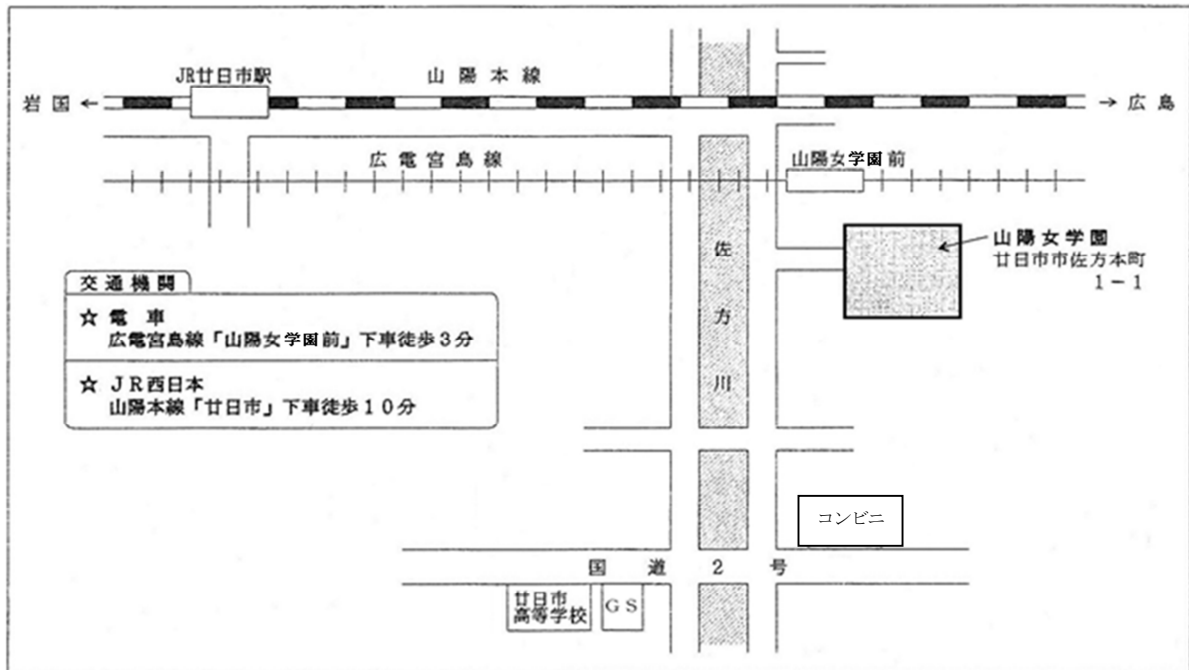 JR廿日市駅
山陽本線
岩国 ←
→ 広島
広電宮島線
山陽女学園前
佐方川
山陽女学園
廿日市市佐方本町
1-1
交通機関
☆ 電車
広電宮島線「山陽女学園前」下車徒歩3分
☆ JR西日本
山陽本線「廿日市」下車徒歩10分
コンビニ
国道2号
廿日市
高等学校
GS